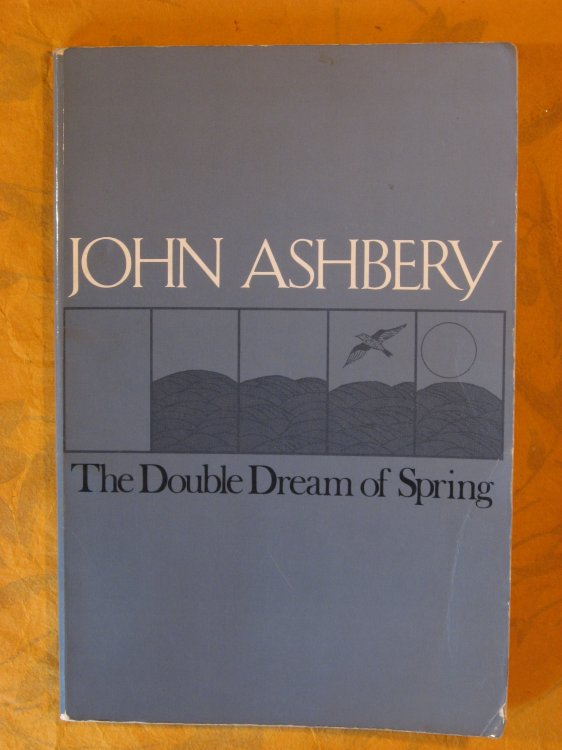 JOHN ASHBERY
The Double Dream of Spring